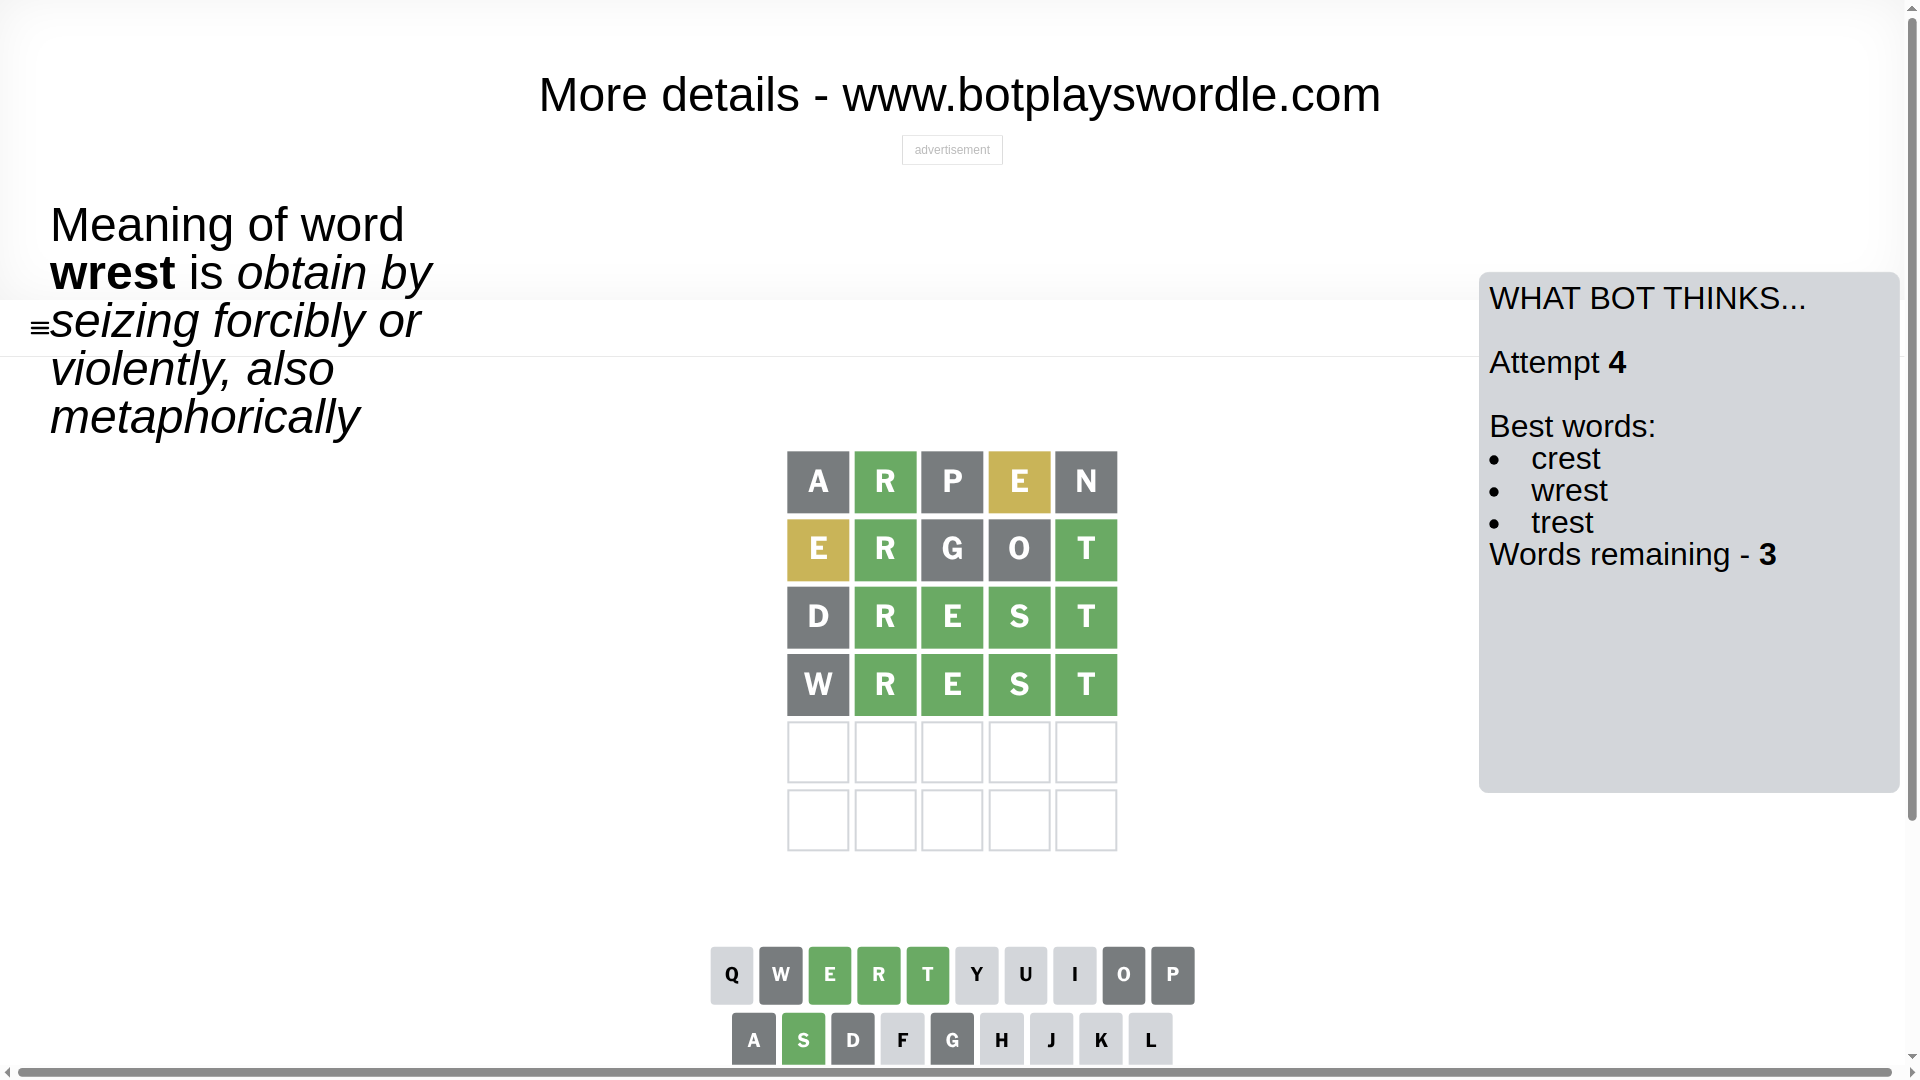 More details - www.botplayswordle.com
advertisement
Meaning of word
wrest is obtain by
seizing forcibly or
violently, also
metaphorically
WHAT BOT THINKS...
Attempt 4
Best words:
crest
wrest
trest
Words remaining - 3
A R P E N
E R G O T
D R E S T
W R E S T
Q W E R T Y U I O P
A S D F G H J K L